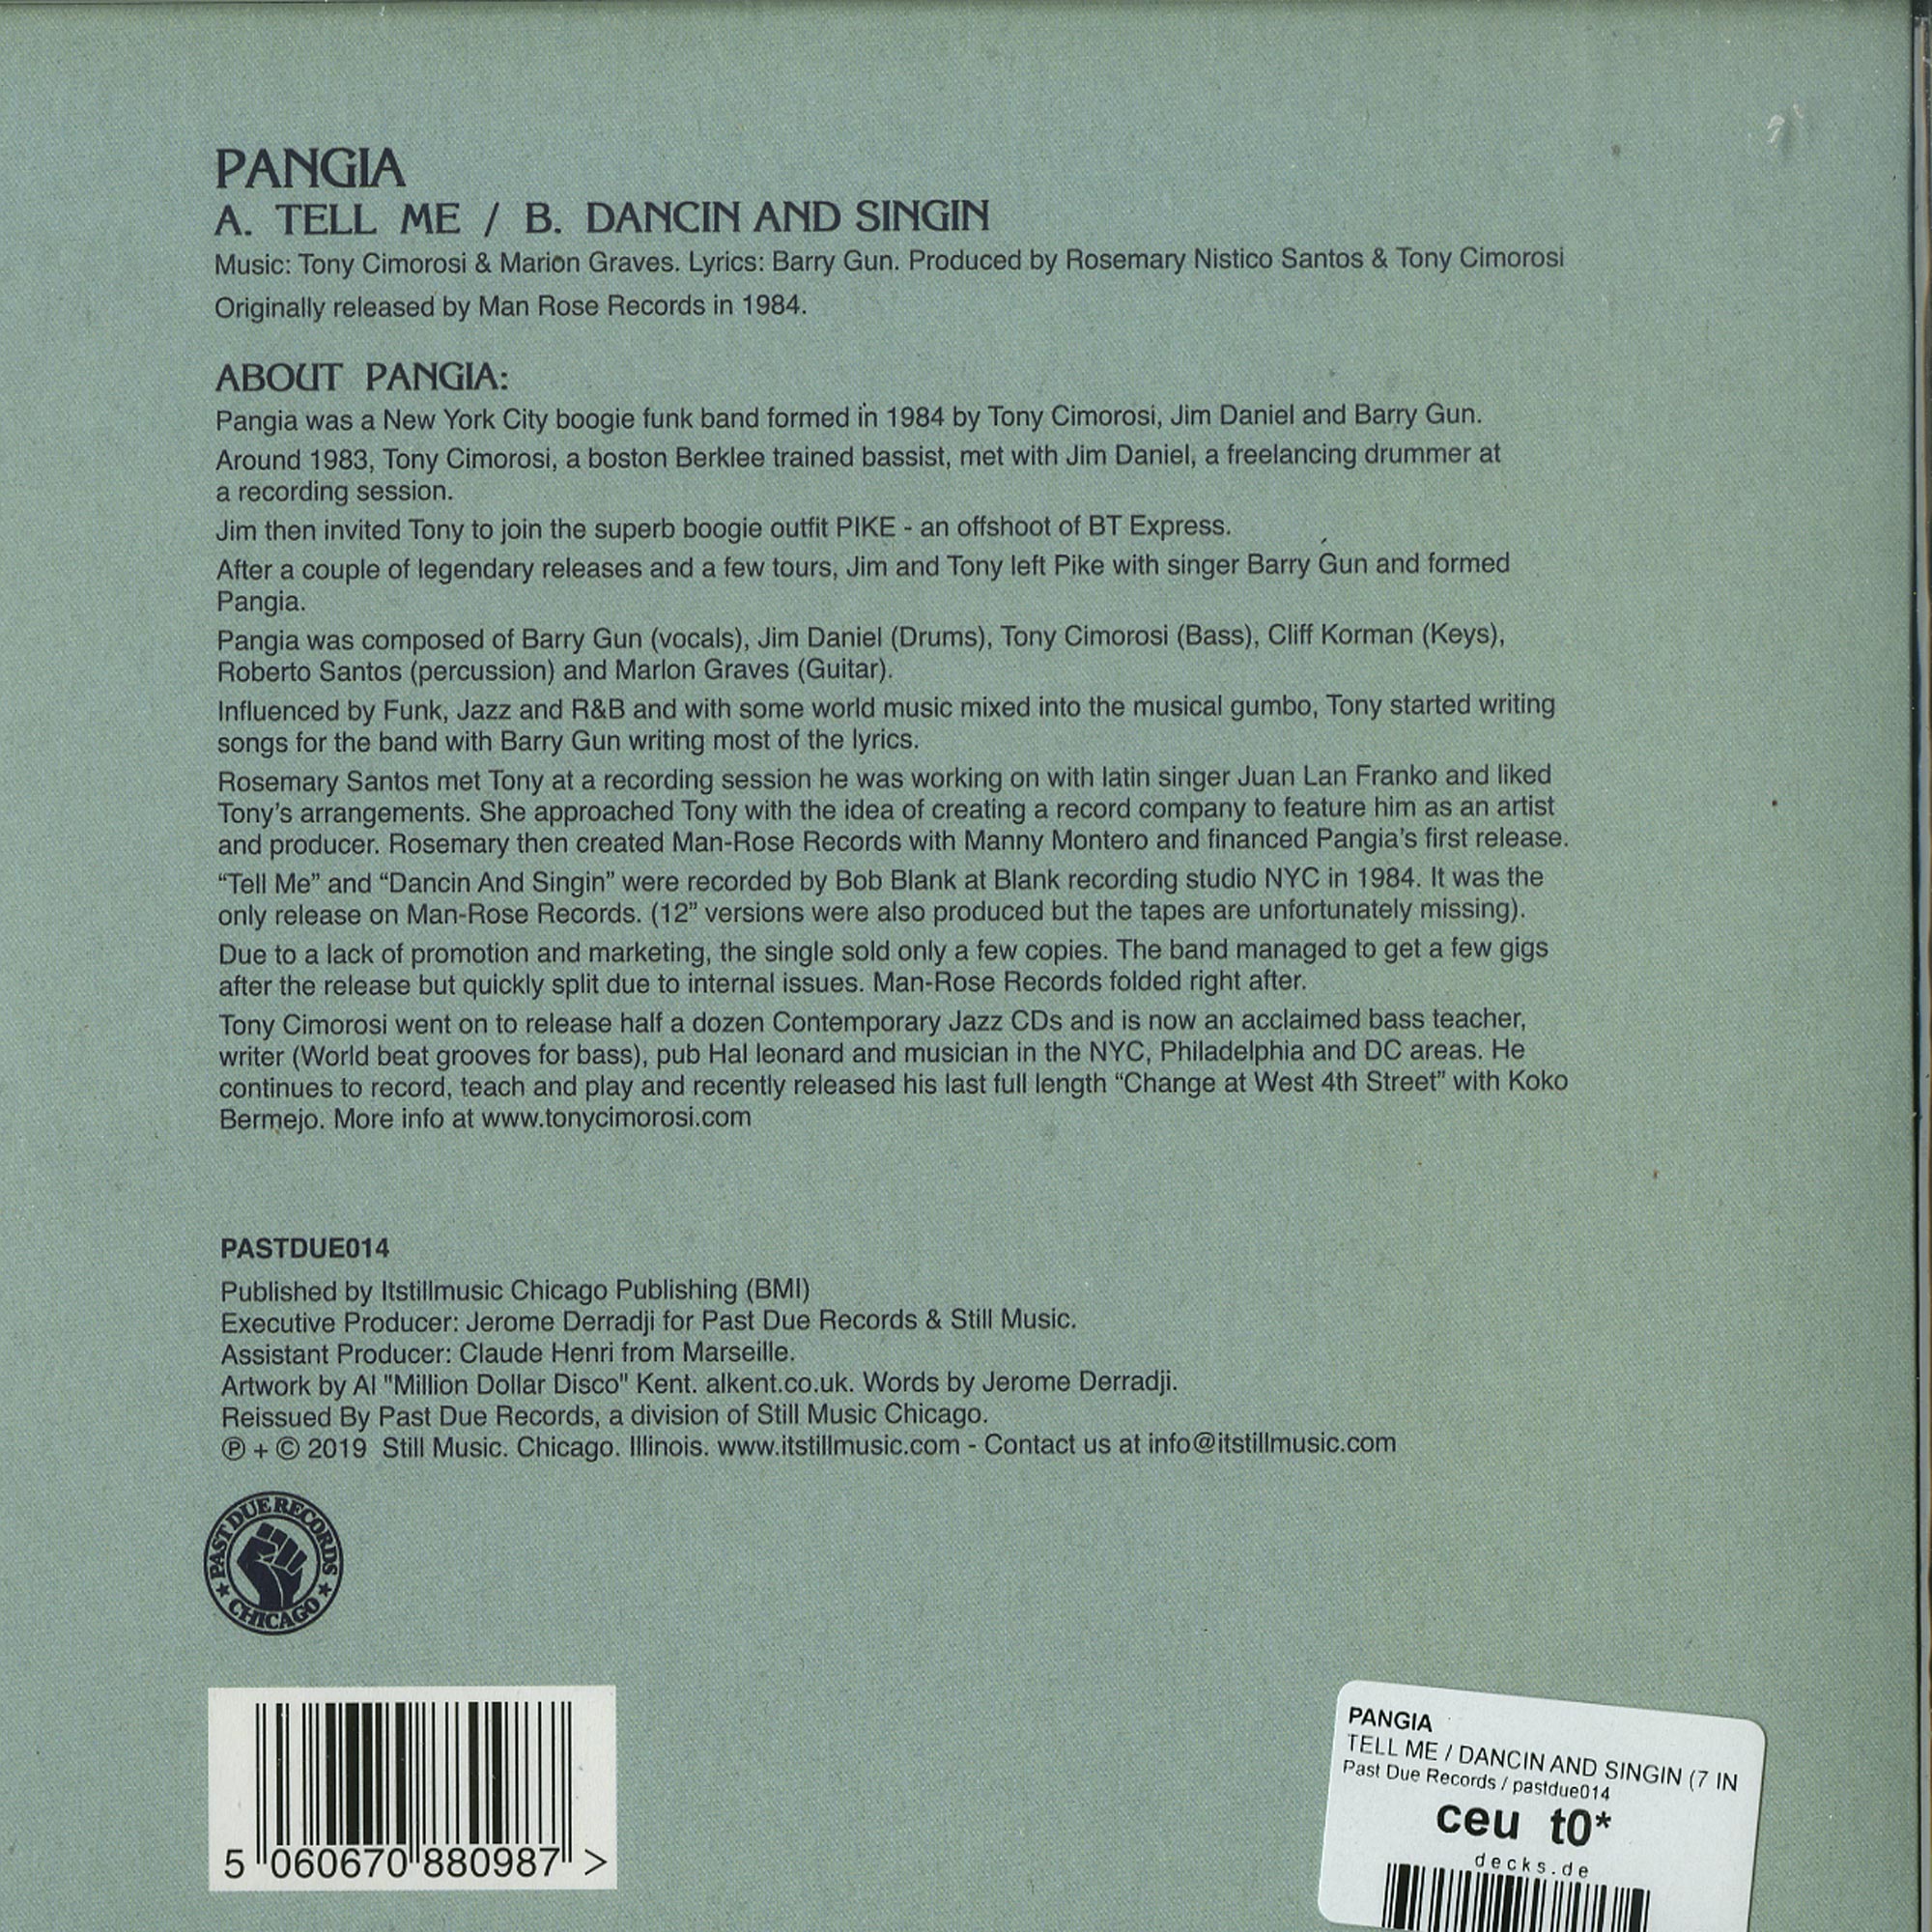 PANGIA
A. TELL ME / B. DANCIN AND SINGIN
Music: Tony Cimorosi & Marion Graves. Lyrics: Barry Gun. Produced by Rosemary Nistico Santos & Tony Cimorosi
Originally released by Man Rose Records in 1984.
ABOUT PANGIA:
Pangia was a New York City boogie funk band formed in 1984 by Tony Cimorosi, Jim Daniel and Barry Gun.
Around 1983, Tony Cimorosi, a boston Berklee trained bassist, met with Jim Daniel, a freelancing drummer at
a recording session.
Jim then invited Tony to join the superb boogie outfit PIKE - an offshoot of BT Express.
After a couple of legendary releases and a few tours, Jim and Tony left Pike with singer Barry Gun and formed
Pangia.
Pangia was composed of Barry Gun (vocals), Jim Daniel (Drums), Tony Cimorosi (Bass), Cliff Korman (Keys),
Roberto Santos (percussion) and Marlon Graves (Guitar).
Influenced by Funk, Jazz and R&B and with some world music mixed into the musical gumbo, Tony started writing
songs for the band with Barry Gun writing most of the lyrics.
Rosemary Santos met Tony at a recording session he was working on with latin singer Juan Lan Franko and liked
Tony’s arrangements. She approached Tony with the idea of creating a record company to feature him as an artist
and producer. Rosemary then created Man-Rose Records with Manny Montero and financed Pangia’s first release.
“Tell Me” and “Dancin And Singin” were recorded by Bob Blank at Blank recording studio NYC in 1984. It was the
only release on Man-Rose Records. (12” versions were also produced but the tapes are unfortunately missing).
Due to a lack of promotion and marketing, the single sold only a few copies. The band managed to get a few gigs
after the release but quickly split due to internal issues. Man-Rose Records folded right after.
Tony Cimorosi went on to release half a dozen Contemporary Jazz CDs and is now an acclaimed bass teacher,
writer (World beat grooves for bass), pub Hal leonard and musician in the NYC, Philadelphia and DC areas. He
continues to record, teach and play and recently released his last full length “Change at West 4th Street” with Koko
Bermejo. More info at www.tonycimorosi.com
PASTDUE014
Published by Itstillmusic Chicago Publishing (BMI)
Executive Producer: Jerome Derradji for Past Due Records & Still Music.
Assistant Producer: Claude Henri from Marseille.
Artwork by Al "Million Dollar Disco" Kent. alkent.co.uk. Words by Jerome Derradji.
Reissued By Past Due Records, a division of Still Music Chicago.
℗ + © 2019 Still Music. Chicago. Illinois. www.itstillmusic.com - Contact us at info@itstillmusic.com
PAST DUE RECORDS
★ CHICAGO ★
5 060670 880987 >
PANGIA
TELL ME / DANCIN AND SINGIN (7 IN
Past Due Records / pastdue014
ceu t0*
decks.de